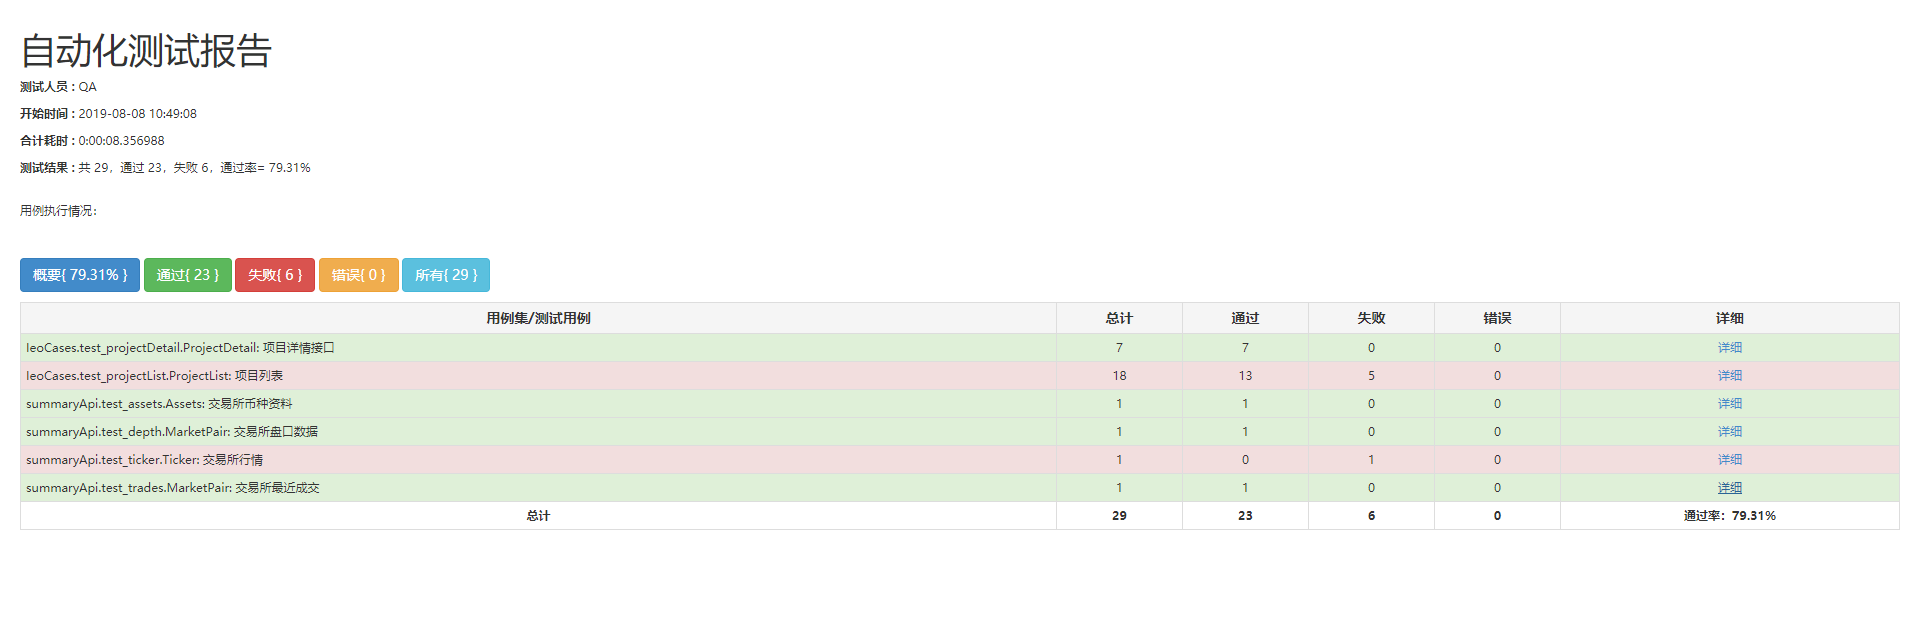 自动化测试报告
测试人员 : QA
开始时间 : 2019-08-08 10:49:08
合计耗时 : 0:00:08.356988
测试结果 : 共 29，通过 23，失败 6，通过率= 79.31%
用例执行情况：
概要{ 79.31% } 通过{ 23 } 失败{ 6 } 错误{ 0 } 所有{ 29 }
用例集/测试用例 总计 通过 失败 错误 详细
IeoCases.test_projectDetail.ProjectDetail: 项目详情接口 7 7 0 0 详细
IeoCases.test_projectList.ProjectList: 项目列表 18 13 5 0 详细
summaryApi.test_assets.Assets: 交易所币种资料 1 1 0 0 详细
summaryApi.test_depth.MarketPair: 交易所盘口数据 1 1 0 0 详细
summaryApi.test_ticker.Ticker: 交易所行情 1 0 1 0 详细
summaryApi.test_trades.MarketPair: 交易所最近成交 1 1 0 0 详细
总计 29 23 6 0 通过率：79.31%